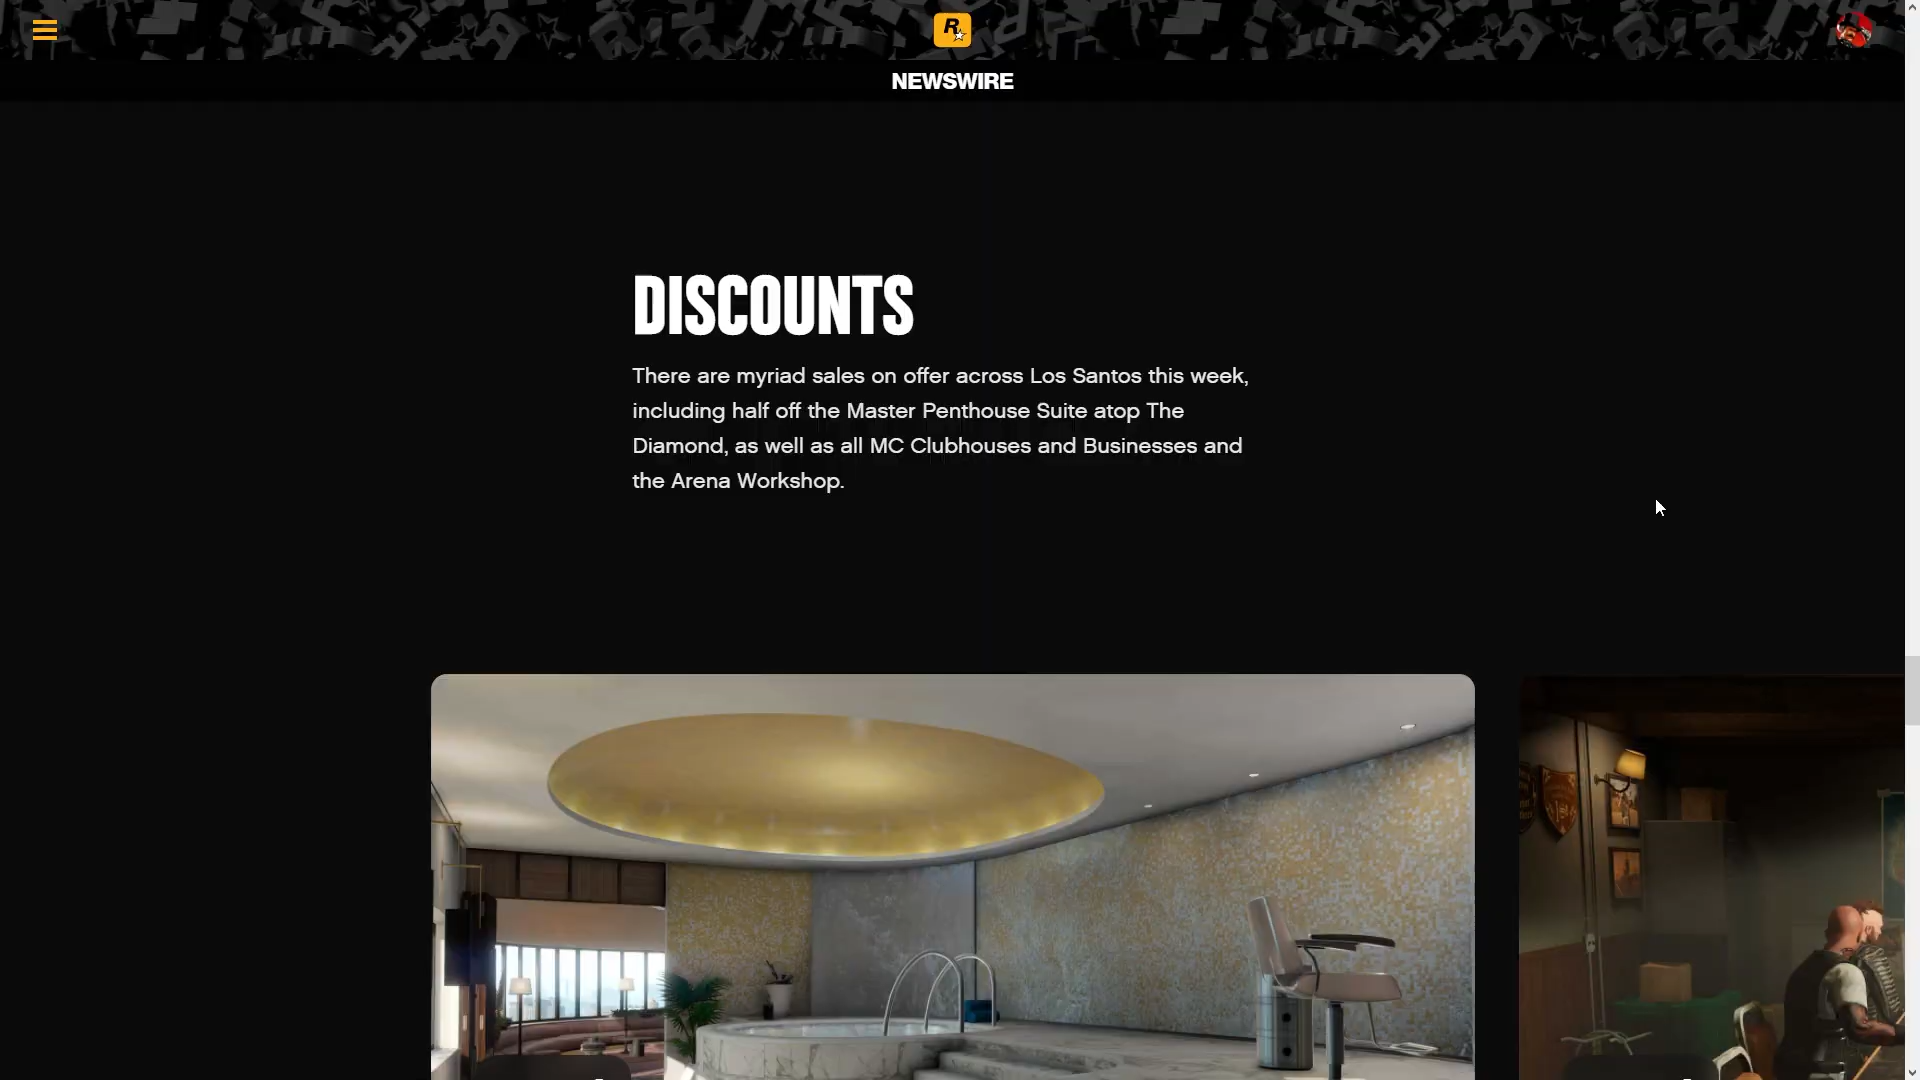 R
NEWSWIRE
DISCOUNTS
There are myriad sales on offer across Los Santos this week,
including half off the Master Penthouse Suite atop The
Diamond, as well as all MC Clubhouses and Businesses and
the Arena Workshop.